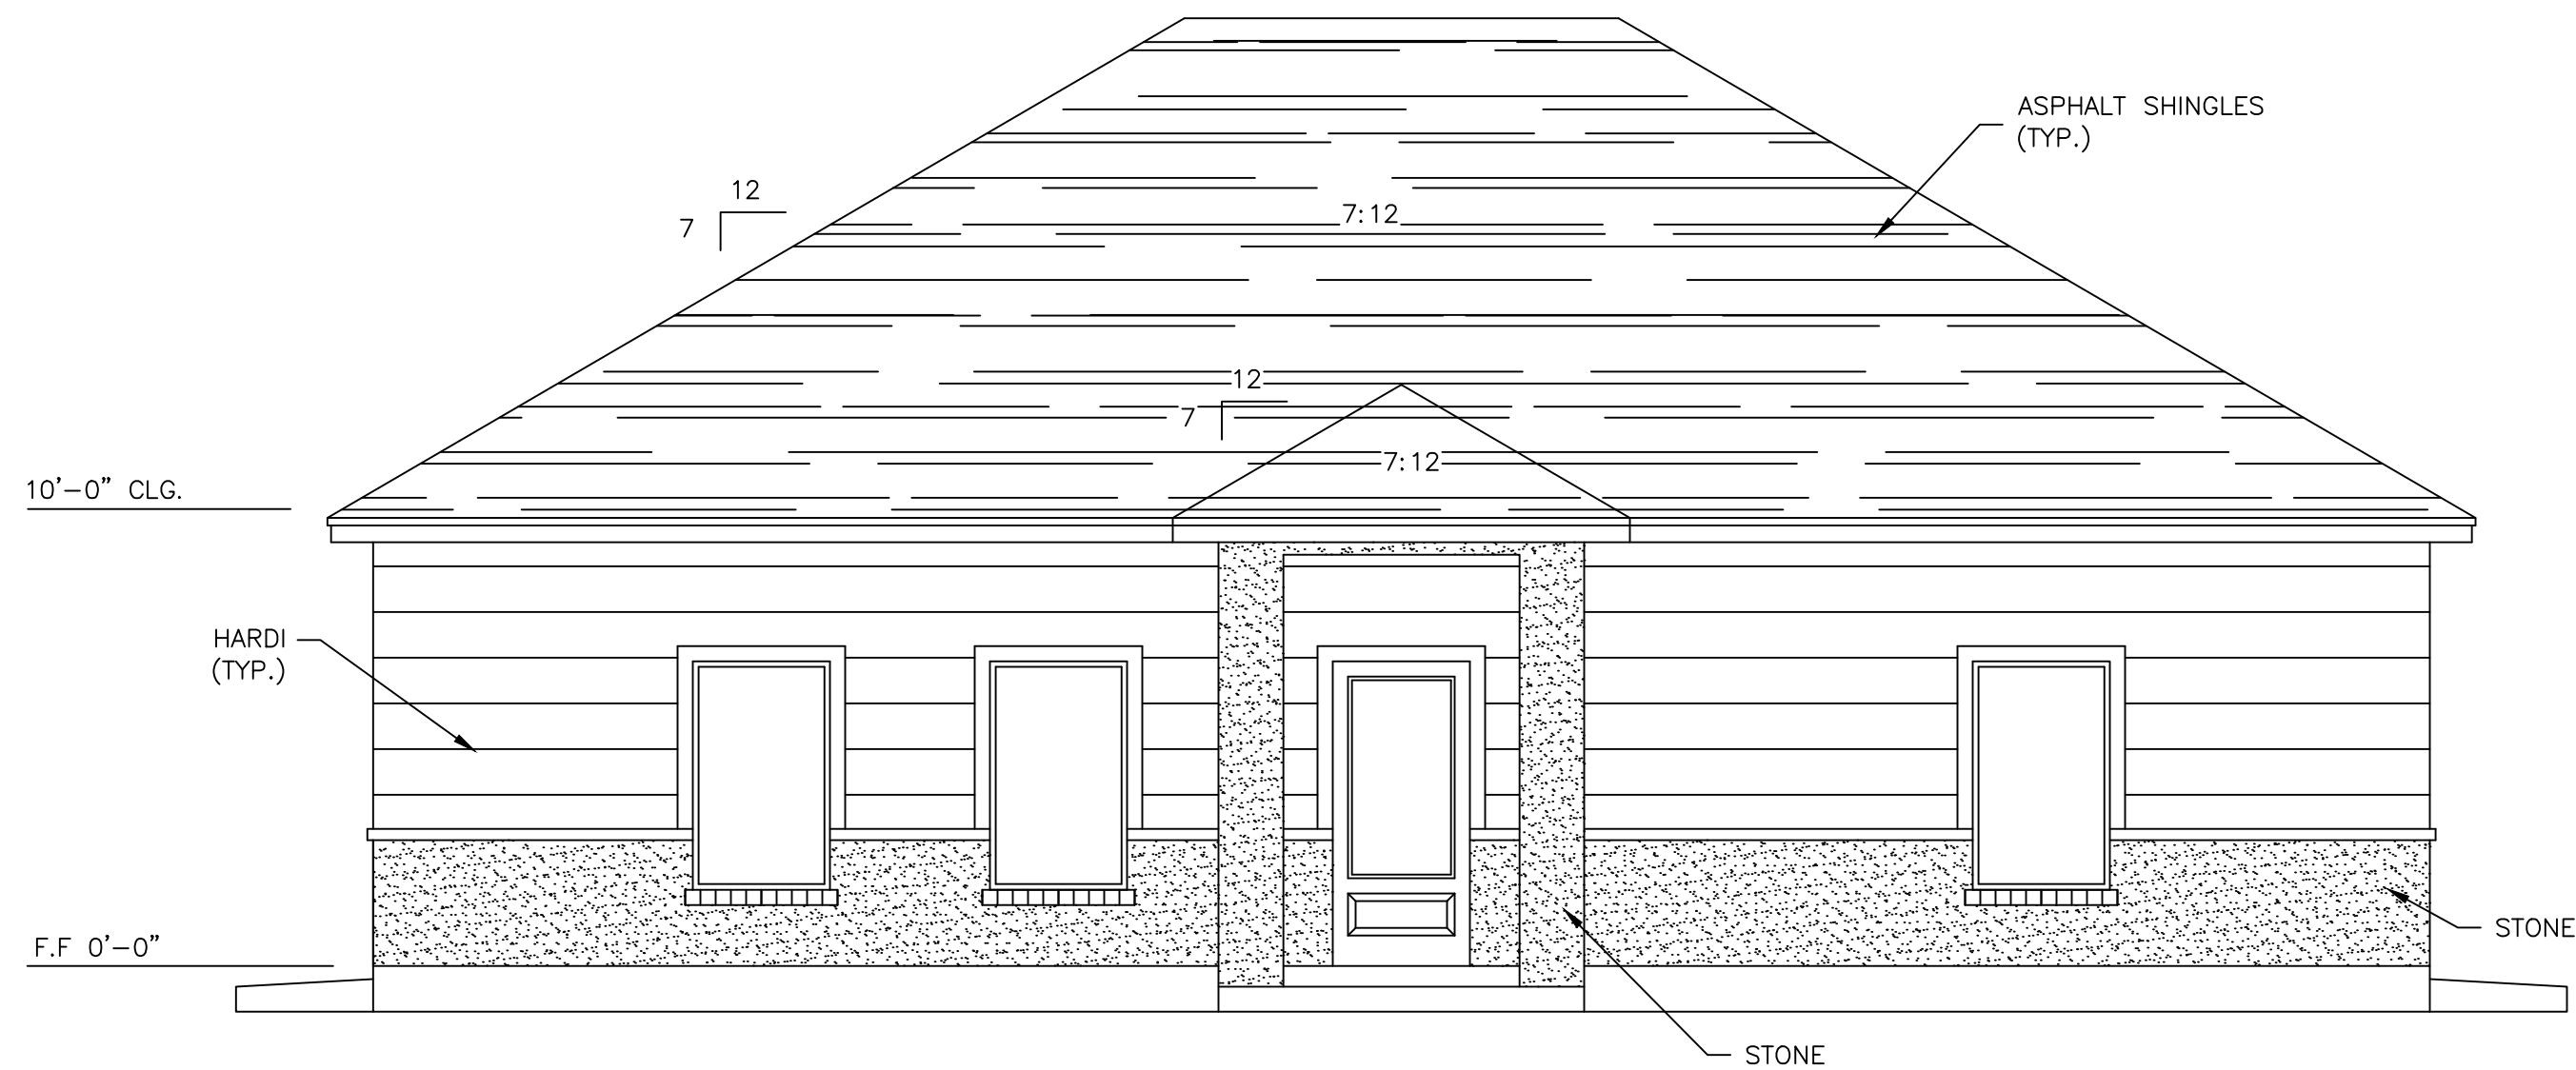 ASPHALT SHINGLES
(TYP.)
12
7
7:12
12
7
7:12
10'-0" CLG.
HARDI
(TYP.)
STONE
F.F 0'-0"
STONE